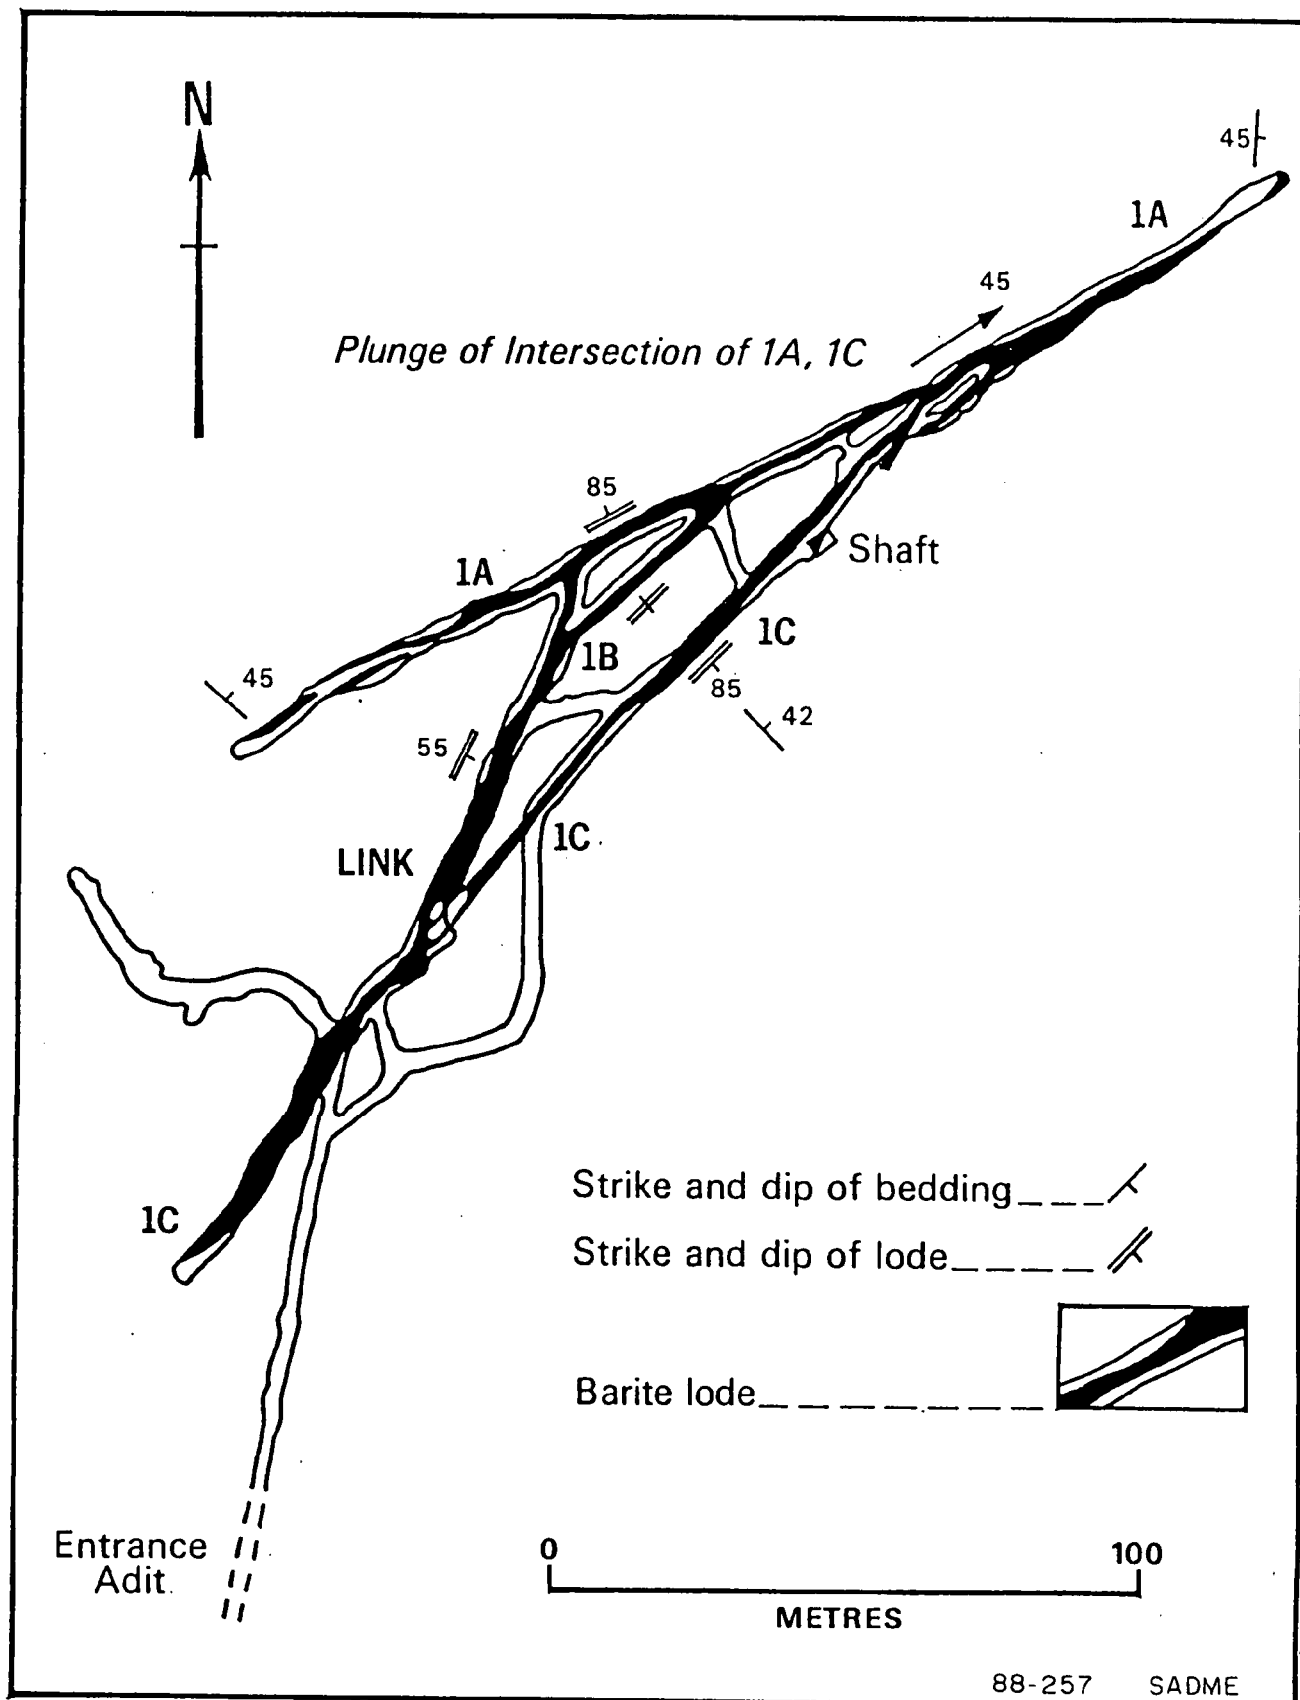 N
45
1A
45
Plunge of Intersection of 1A, 1C
85
Shaft
1A
1C
1B
45
85
42
55
1C
LINK
Strike and dip of bedding
1C
Strike and dip of lode
Barite lode
Entrance
Adit.
0 100
METRES
88-257 SADME